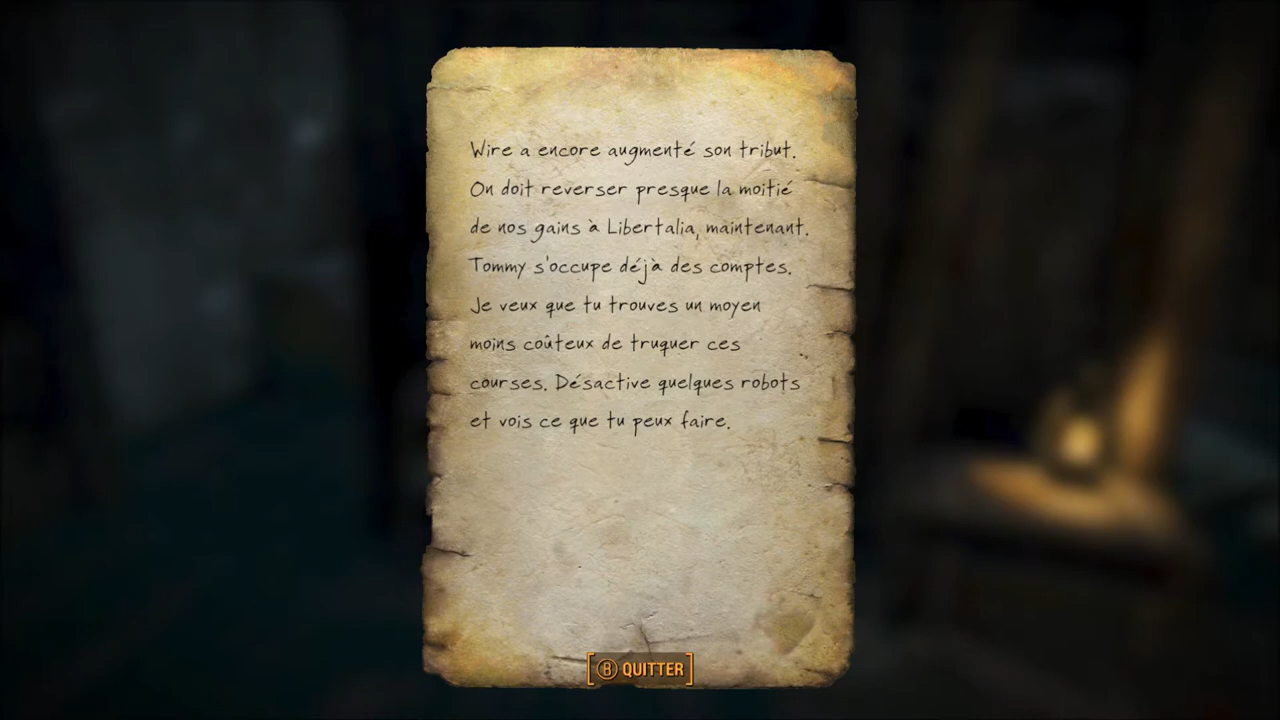 Wire a encore augmenté son tribut.
On doit reverser presque la moitié
de nos gains à Libertalia, maintenant.
Tommy s'occupe déjà des comptes.
Je veux que tu trouves un moyen
moins coûteux de truquer ces
courses. Désactive quelques robots
et vois ce que tu peux faire.
B QUITTER